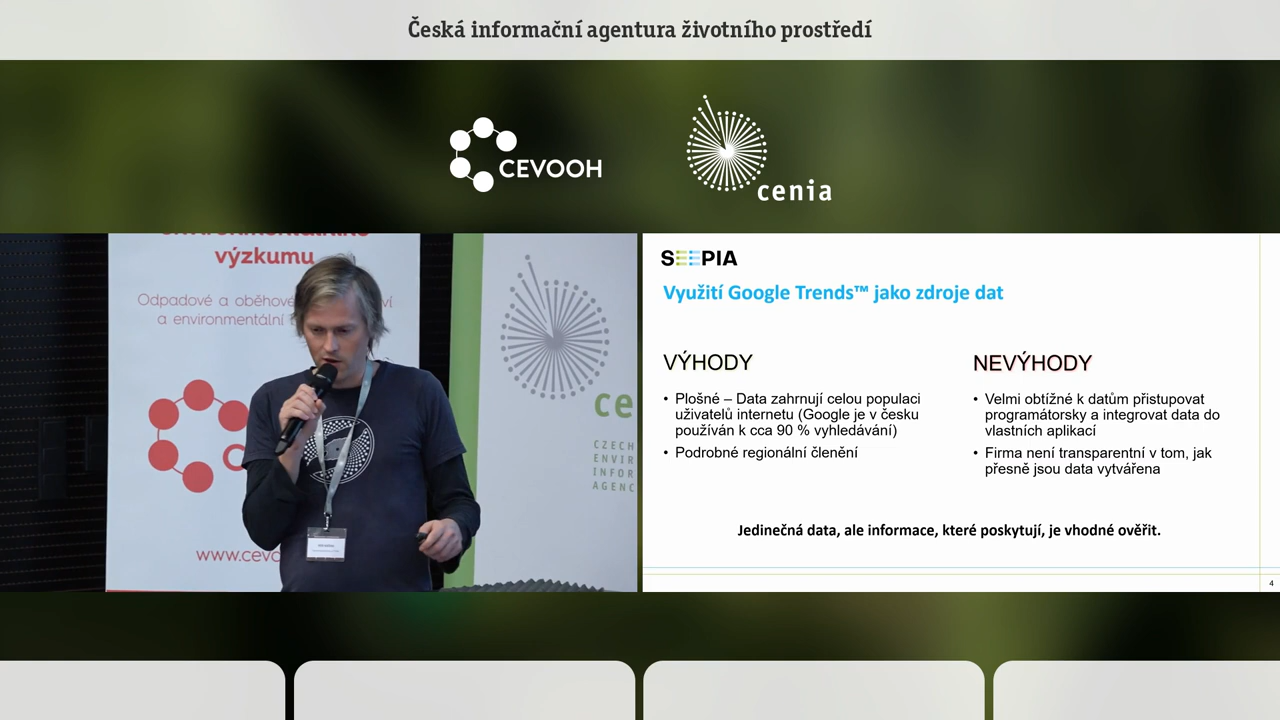 Česká informační agentura životního prostředí
CEVOOH
cenia
výzkumu
Odpadové a oběhové
a environmentální
www.cevo
ce
CZECH
ENVIR
INFOR
AGENC
SEEPIA
Využití Google Trends™ jako zdroje dat
VÝHODY
• Plošné – Data zahrnují celou populaci
uživatelů internetu (Google je v česku
používán k cca 90 % vyhledávání)
• Podrobné regionální členění
NEVÝHODY
• Velmi obtížné k datům přistupovat
programátorsky a integrovat data do
vlastních aplikací
• Firma není transparentní v tom, jak
přesně jsou data vytvářena
Jedinečná data, ale informace, které poskytují, je vhodné ověřit.
4